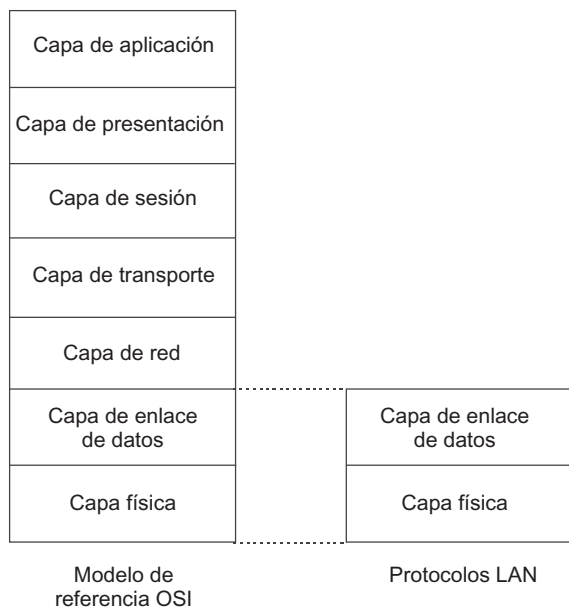 Capa de aplicación
Capa de presentación
Capa de sesión
Capa de transporte
Capa de red
Capa de enlace
de datos
Capa física
Modelo de
referencia OSI
Capa de enlace
de datos
Capa física
Protocolos LAN